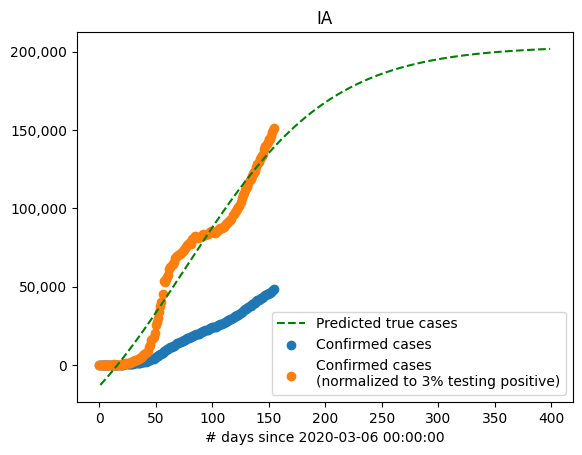 IA
200,000
150,000
100,000
50,000
0
Predicted true cases
Confirmed cases
Confirmed cases
(normalized to 3% testing positive)
0 50 100 150 200 250 300 350 400
# days since 2020-03-06 00:00:00